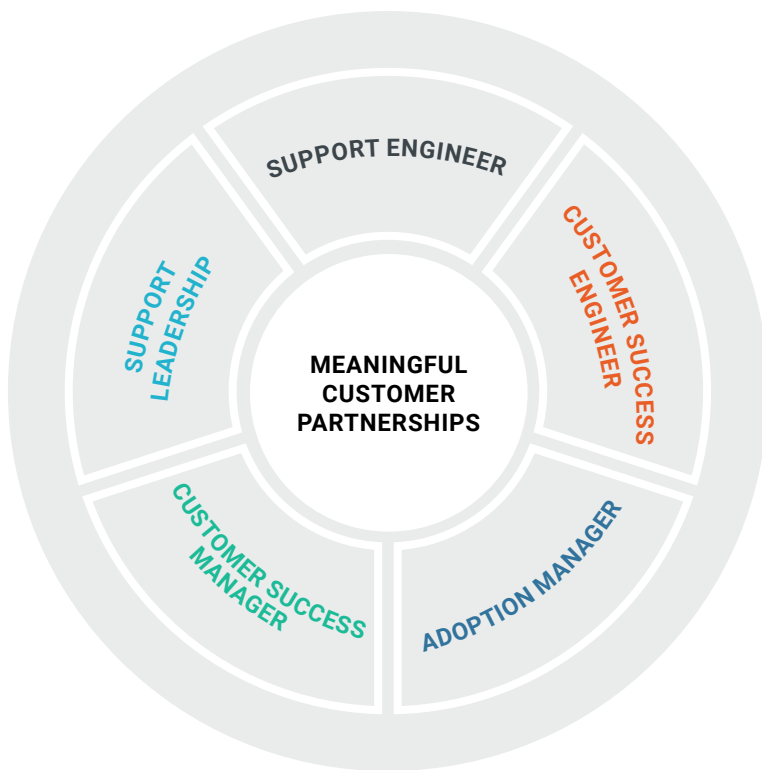 SUPPORT ENGINEER
CUSTOMER SUCCESS
ENGINEER
ADOPTION MANAGER
CUSTOMER SUCCESS
MANAGER
SUPPORT
LEADERSHIP
MEANINGFUL
CUSTOMER
PARTNERSHIPS